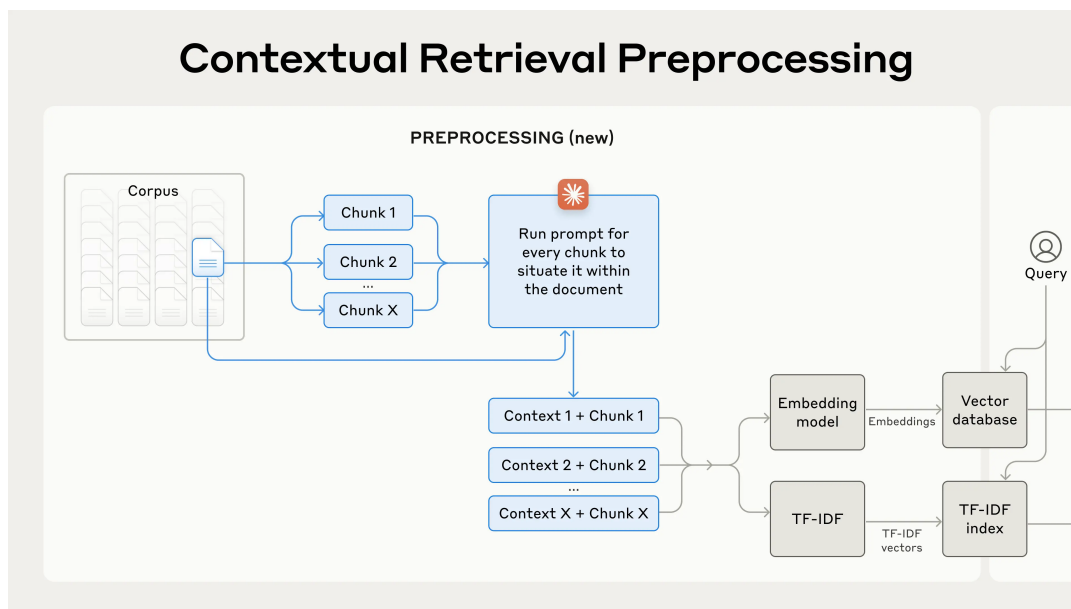 Contextual Retrieval Preprocessing
PREPROCESSING (new)
Corpus
Chunk 1
Chunk 2
...
Chunk X
Run prompt for
every chunk to
situate it within
the document
Query
Context 1 + Chunk 1
Context 2 + Chunk 2
...
Context X + Chunk X
Embedding
model
Embeddings
Vector
database
TF-IDF
TF-IDF
vectors
TF-IDF
index